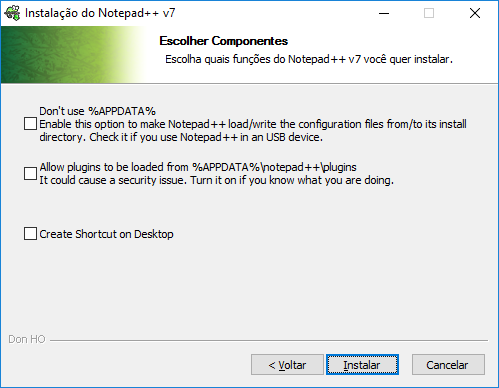 Instalação do Notepad++ v7
Escolher Componentes
Escolha quais funções do Notepad++ v7 você quer instalar.
Don't use %APPDATA%
Enable this option to make Notepad++ load/write the configuration files from/to its install
directory. Check it if you use Notepad++ in an USB device.
Allow plugins to be loaded from %APPDATA%\notepad++\plugins
It could cause a security issue. Turn it on if you know what you are doing.
Create Shortcut on Desktop
Don HO
< Voltar
Instalar
Cancelar